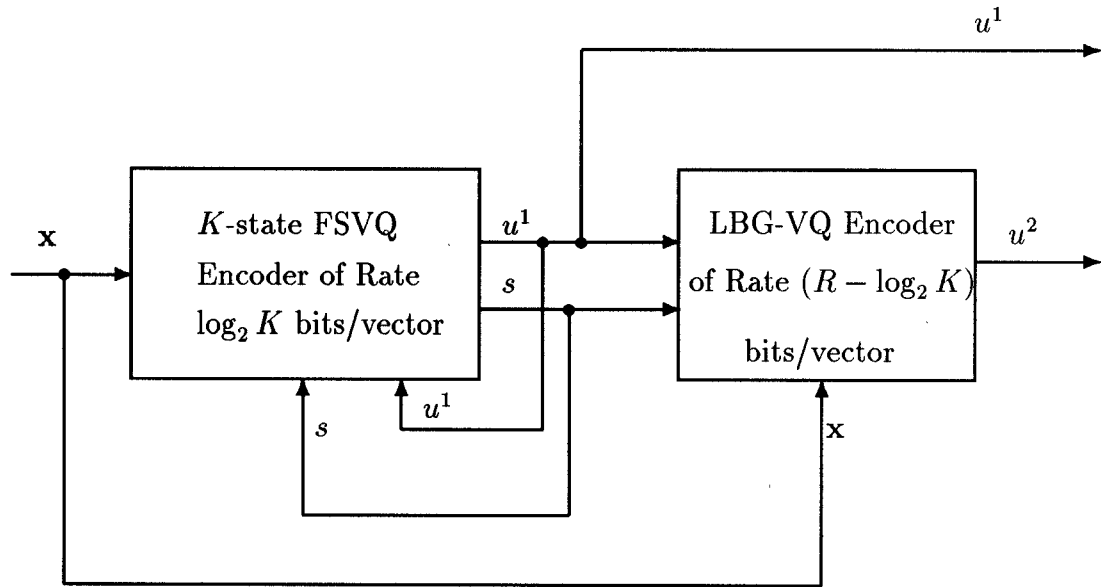 u¹
x
K-state FSVQ
Encoder of Rate
log₂ K bits/vector
u¹
s
LBG-VQ Encoder
of Rate (R − log₂ K)
bits/vector
u²
s
u¹
x